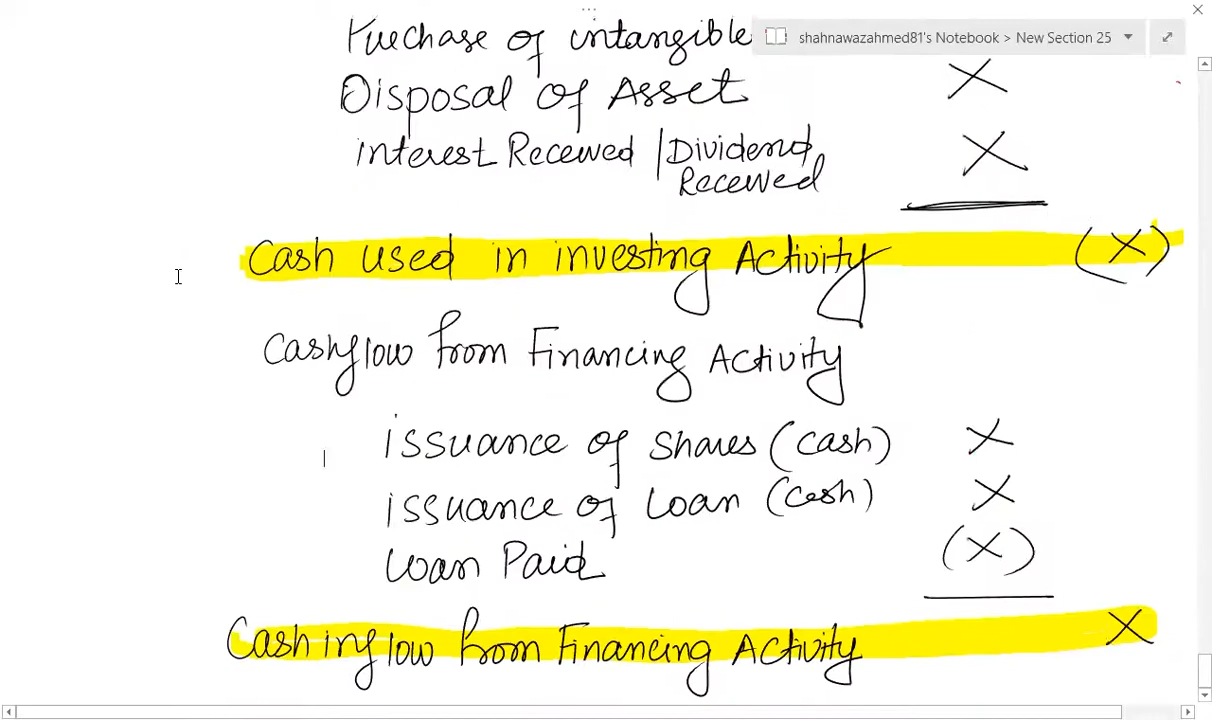 Purchase of intangible
shahnawazahmed81's Notebook > New Section 25
Disposal of Asset X
interest Received | Dividend Received X
Cash used in investing Activity (X)
Cashflow from Financing Activity
issuance of shares (cash) X
issuance of Loan (cash) X
Loan Paid (X)
Cash inflow from Financing Activity X